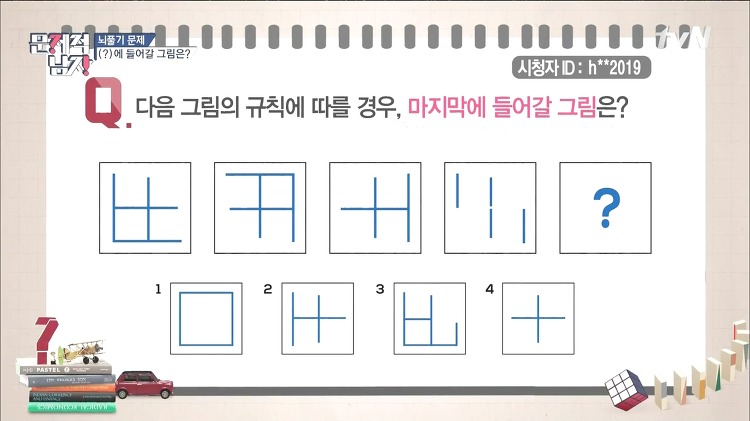 문제적
남자
뇌풀기 문제
(?)에 들어갈 그림은?
tvN
시청자 ID : h**2019
Q. 다음 그림의 규칙에 따를 경우, 마지막에 들어갈 그림은?
?
1
2
3
4
?
PASTEL
RADICAL ECONOMICS